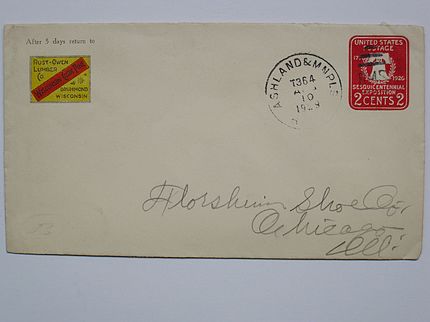 After 5 days return to
RUST-OWEN
LUMBER
Co
DRUMMOND
WISCONSIN
ASHLAND & MNPLS
T364
10
UNITED STATES
POSTAGE
17
1926
SESQUICENTENNIAL
EXPOSITION
2 CENTS 2
Florsheim Shoe Co.
Chicago
Ill.